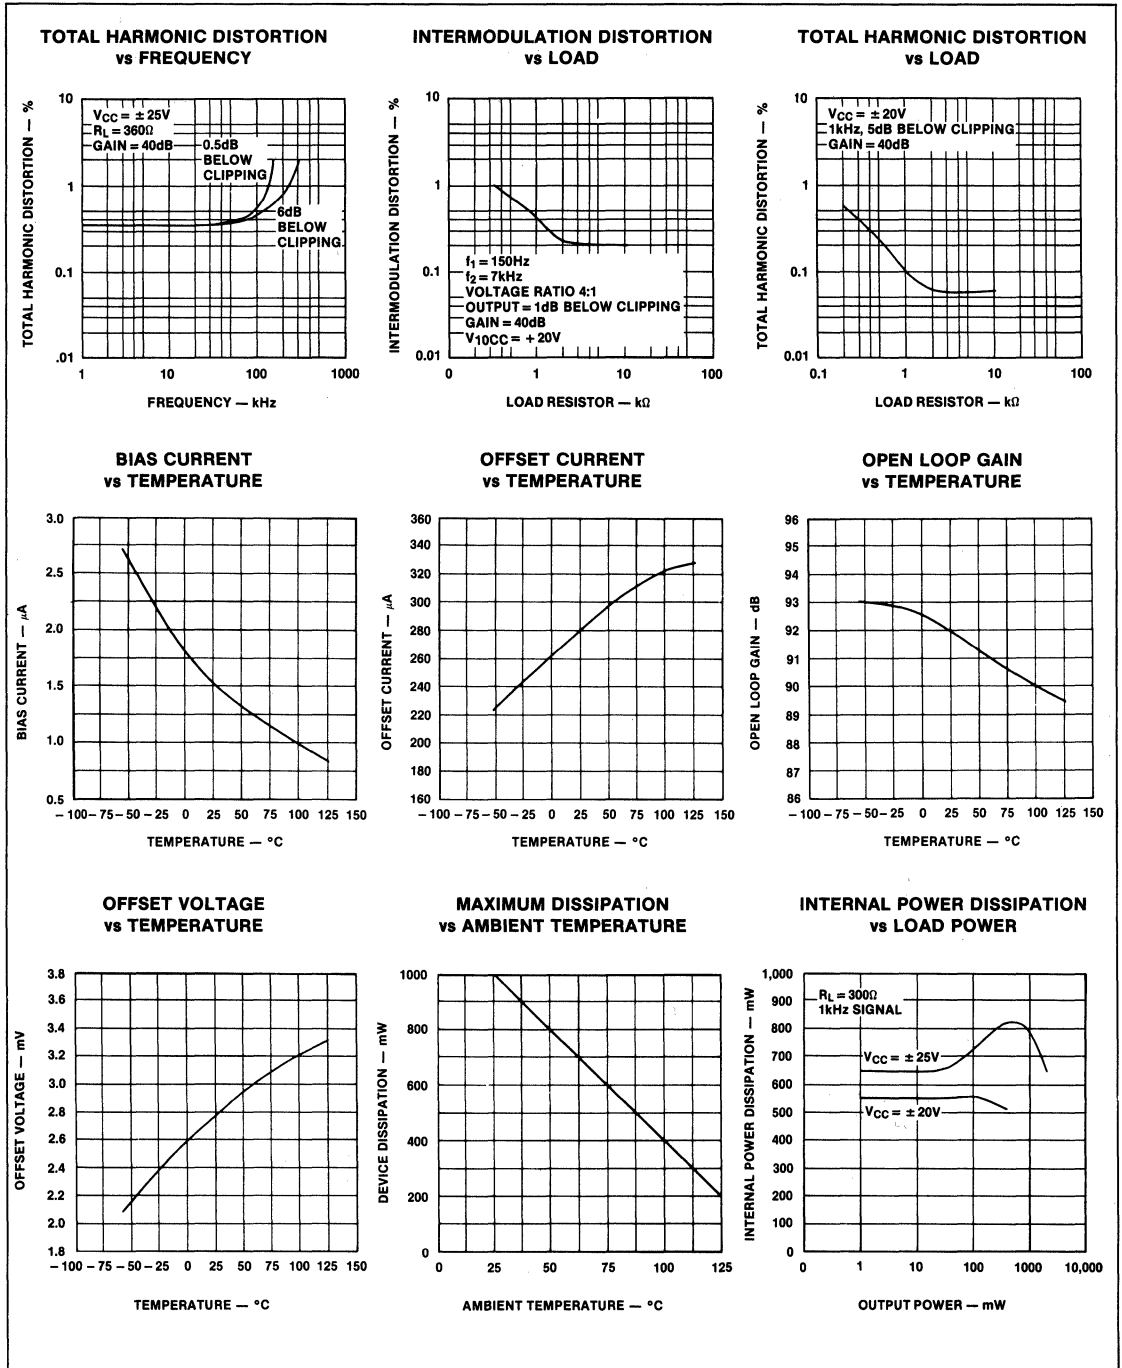 TOTAL HARMONIC DISTORTION
vs FREQUENCY
TOTAL HARMONIC DISTORTION — %
10
1
0.1
.01
VCC = ± 25V
RL = 360Ω
GAIN = 40dB
0.5dB
BELOW
CLIPPING
6dB
BELOW
CLIPPING
1 10 100 1000
FREQUENCY — kHz
INTERMODULATION DISTORTION
vs LOAD
INTERMODULATION DISTORTION — %
10
1
0.1
0.01
f1 = 150Hz
f2 = 7kHz
VOLTAGE RATIO 4:1
OUTPUT = 1dB BELOW CLIPPING
GAIN = 40dB
V10CC = + 20V
0 1 10 100
LOAD RESISTOR — kΩ
TOTAL HARMONIC DISTORTION
vs LOAD
TOTAL HARMONIC DISTORTION — %
10
1
0.1
0.01
VCC = ± 20V
1kHz, 5dB BELOW CLIPPING
GAIN = 40dB
0.1 1 10 100
LOAD RESISTOR — kΩ
BIAS CURRENT
vs TEMPERATURE
BIAS CURRENT — µA
3.0
2.5
2.0
1.5
1.0
0.5
– 100 – 75 – 50 – 25 0 25 50 75 100 125 150
TEMPERATURE — °C
OFFSET CURRENT
vs TEMPERATURE
OFFSET CURRENT — µA
360
340
320
300
280
260
240
220
200
180
160
– 100 – 75 – 50 – 25 0 25 50 75 100 125 150
TEMPERATURE — °C
OPEN LOOP GAIN
vs TEMPERATURE
OPEN LOOP GAIN — dB
96
95
94
93
92
91
90
89
88
87
86
– 100 – 75 – 50 – 25 0 25 50 75 100 125 150
TEMPERATURE — °C
OFFSET VOLTAGE
vs TEMPERATURE
OFFSET VOLTAGE — mV
3.8
3.6
3.4
3.2
3.0
2.8
2.6
2.4
2.2
2.0
1.8
– 100 – 75 – 50 – 25 0 25 50 75 100 125 150
TEMPERATURE — °C
MAXIMUM DISSIPATION
vs AMBIENT TEMPERATURE
DEVICE DISSIPATION — mW
1000
800
600
400
200
0
0 25 50 75 100 125
AMBIENT TEMPERATURE — °C
INTERNAL POWER DISSIPATION
vs LOAD POWER
INTERNAL POWER DISSIPATION — mW
1,000
900
800
700
600
500
400
300
200
100
0
RL = 300Ω
1kHz SIGNAL
VCC = ± 25V
VCC = ± 20V
0 1 10 100 1000 10,000
OUTPUT POWER — mW